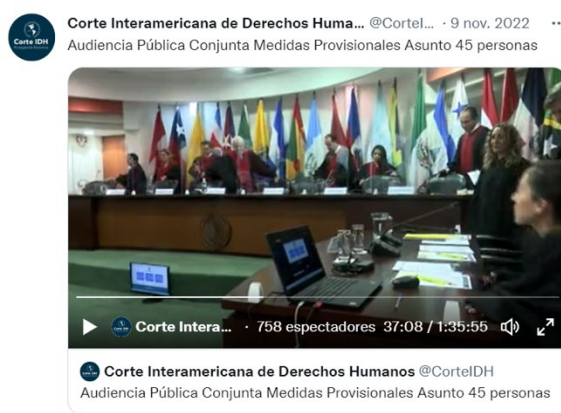 Corte IDH
Corte Interamericana de Derechos Huma... @CorteI... · 9 nov. 2022 ···
Audiencia Pública Conjunta Medidas Provisionales Asunto 45 personas
Corte Intera... · 758 espectadores 37:08 / 1:35:55
Corte Interamericana de Derechos Humanos @CorteIDH
Audiencia Pública Conjunta Medidas Provisionales Asunto 45 personas